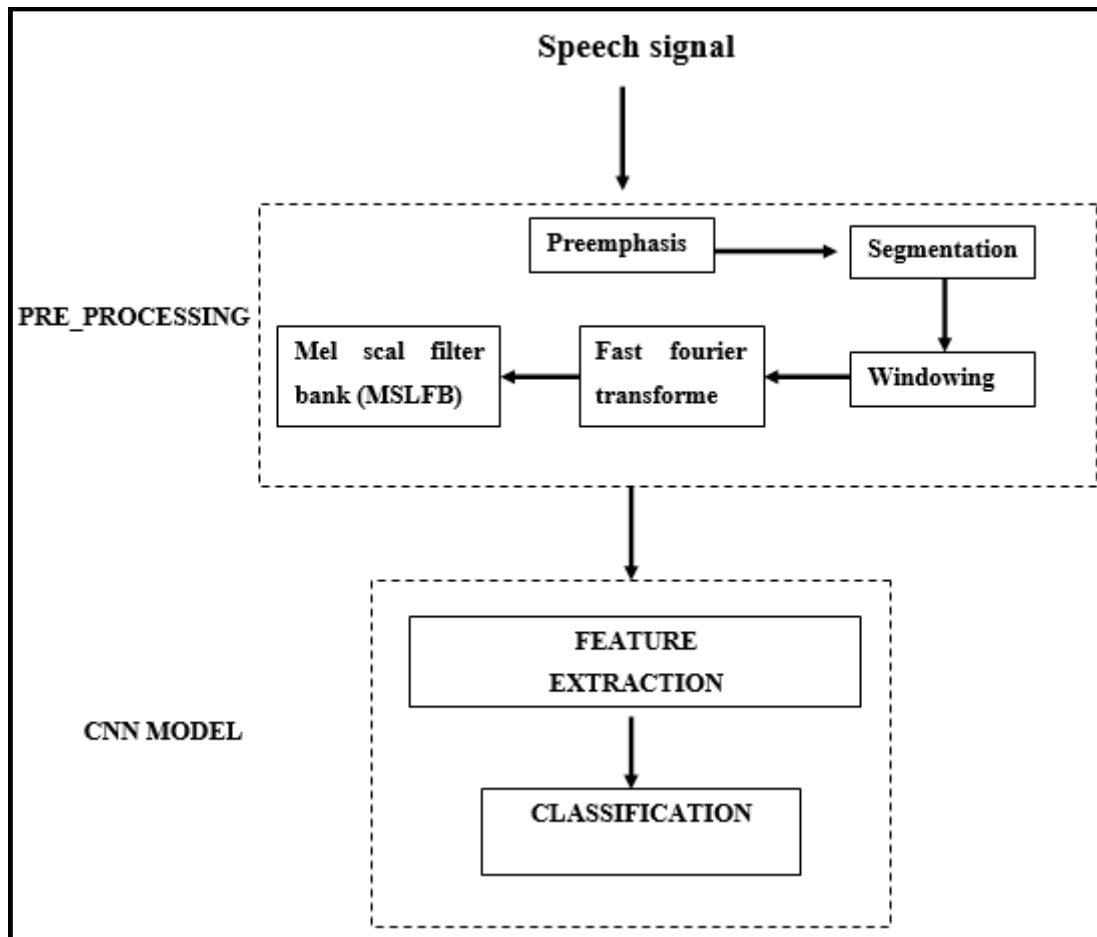 Speech signal
Preemphasis
Segmentation
PRE_PROCESSING
Mel scal filter
bank (MSLFB)
Fast fourier
transforme
Windowing
FEATURE
EXTRACTION
CNN MODEL
CLASSIFICATION